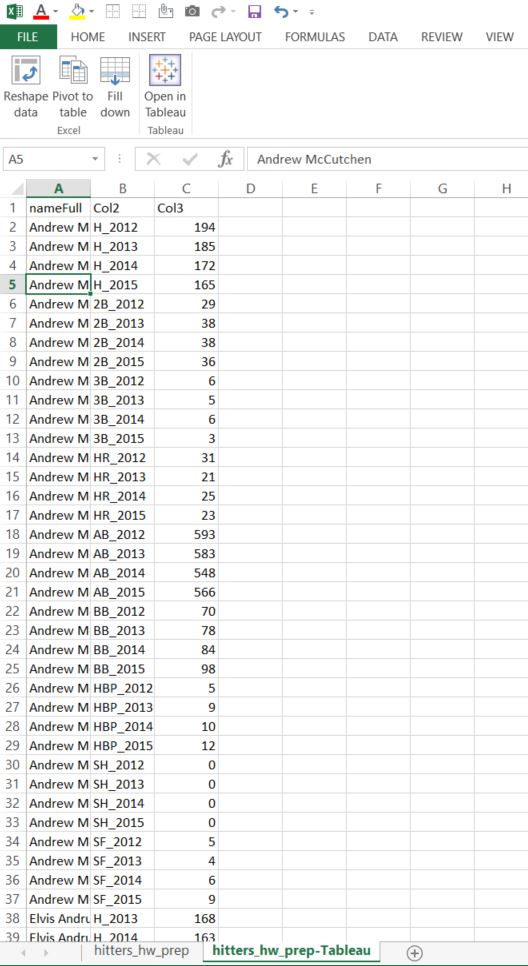 FILE HOME INSERT PAGE LAYOUT FORMULAS DATA REVIEW VIEW
Reshape data Pivot to table Fill down Open in Tableau
Excel Tableau
A5 fx Andrew McCutchen
A B C D E F G H
1 nameFull Col2 Col3
2 Andrew M H_2012 194
3 Andrew M H_2013 185
4 Andrew M H_2014 172
5 Andrew M H_2015 165
6 Andrew M 2B_2012 29
7 Andrew M 2B_2013 38
8 Andrew M 2B_2014 38
9 Andrew M 2B_2015 36
10 Andrew M 3B_2012 6
11 Andrew M 3B_2013 5
12 Andrew M 3B_2014 6
13 Andrew M 3B_2015 3
14 Andrew M HR_2012 31
15 Andrew M HR_2013 21
16 Andrew M HR_2014 25
17 Andrew M HR_2015 23
18 Andrew M AB_2012 593
19 Andrew M AB_2013 583
20 Andrew M AB_2014 548
21 Andrew M AB_2015 566
22 Andrew M BB_2012 70
23 Andrew M BB_2013 78
24 Andrew M BB_2014 84
25 Andrew M BB_2015 98
26 Andrew M HBP_2012 5
27 Andrew M HBP_2013 9
28 Andrew M HBP_2014 10
29 Andrew M HBP_2015 12
30 Andrew M SH_2012 0
31 Andrew M SH_2013 0
32 Andrew M SH_2014 0
33 Andrew M SH_2015 0
34 Andrew M SF_2012 5
35 Andrew M SF_2013 4
36 Andrew M SF_2014 6
37 Andrew M SF_2015 9
38 Elvis Andru H_2013 168
39 Elvis Andru H_2014 163
hitters_hw_prep hitters_hw_prep-Tableau